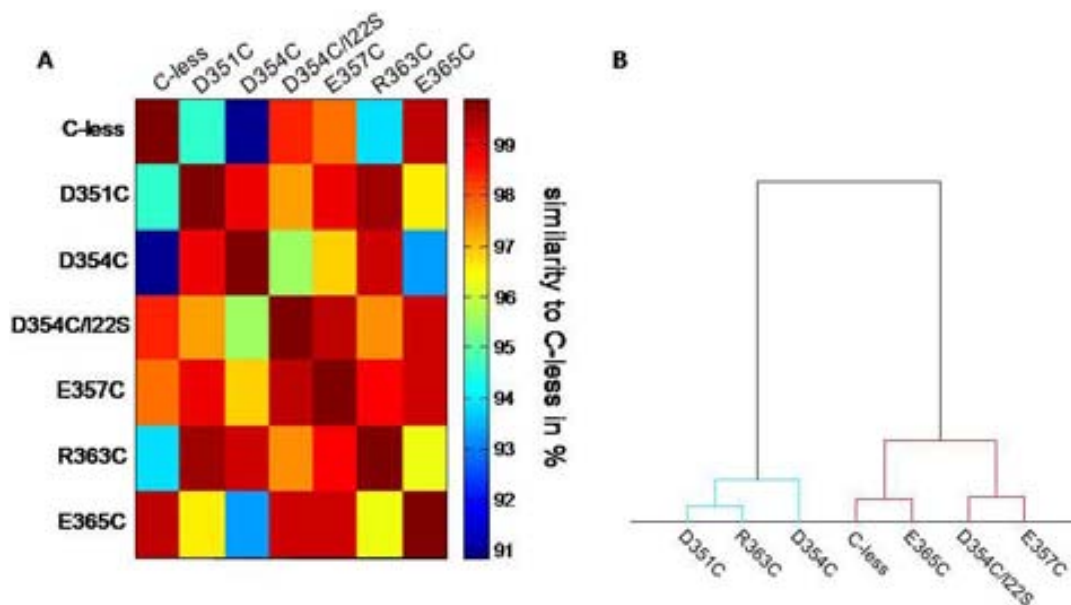 A
B
C-less
D351C
D354C
D354C/I22S
E357C
R363C
E365C
C-less
D351C
D354C
D354C/I22S
E357C
R363C
E365C
99
98
97
96
95
94
93
92
91
similarity to C-less in %
D351C
R363C
D354C
C-less
E365C
D354C/I22S
E357C